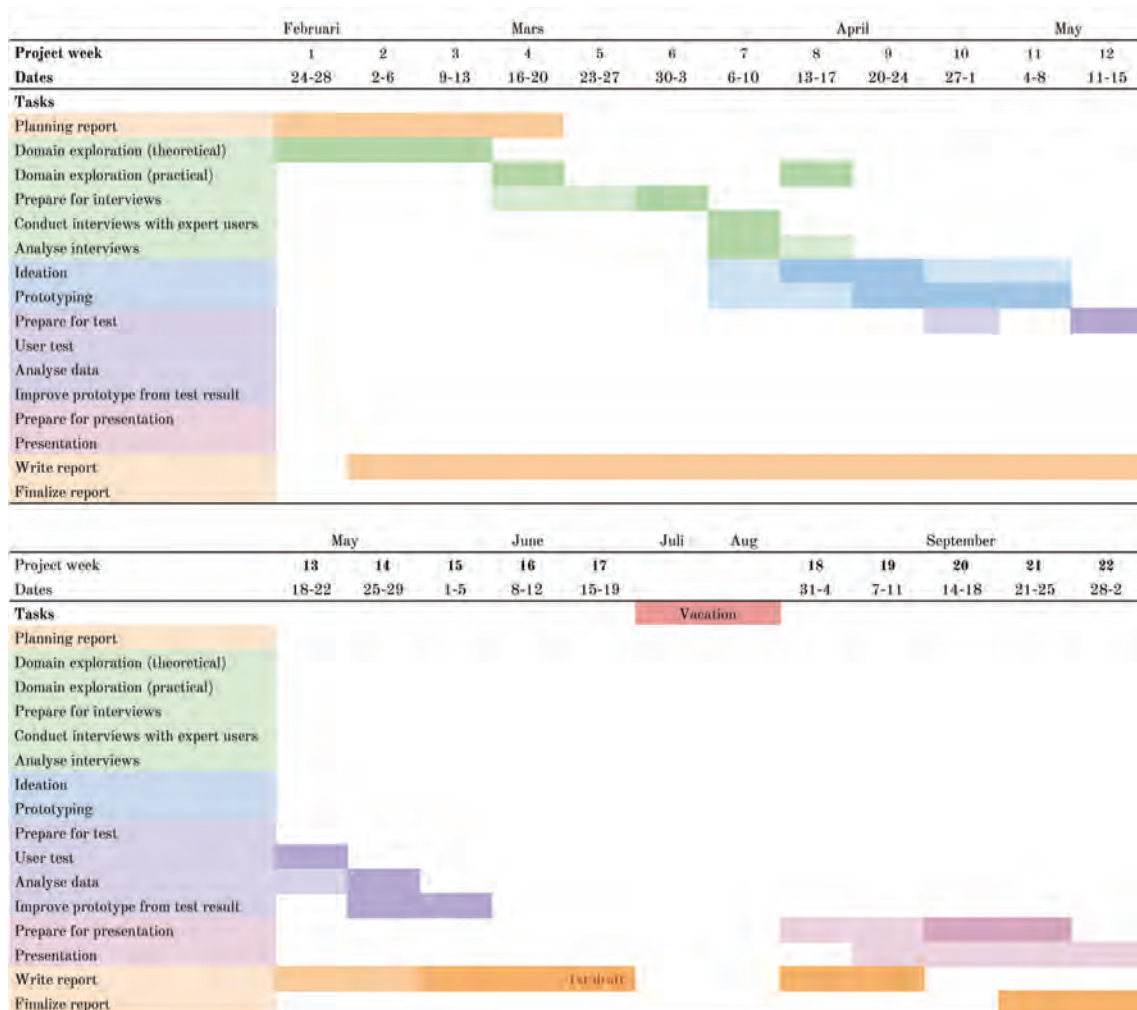 Februari Mars April May
Project week 1 2 3 4 5 6 7 8 9 10 11 12
Dates 24-28 2-6 9-13 16-20 23-27 30-3 6-10 13-17 20-24 27-1 4-8 11-15
Tasks
Planning report
Domain exploration (theoretical)
Domain exploration (practical)
Prepare for interviews
Conduct interviews with expert users
Analyse interviews
Ideation
Prototyping
Prepare for test
User test
Analyse data
Improve prototype from test result
Prepare for presentation
Presentation
Write report
Finalize report
May June Juli Aug September
Project week 13 14 15 16 17 18 19 20 21 22
Dates 18-22 25-29 1-5 8-12 15-19 31-4 7-11 14-18 21-25 28-2
Tasks Vacation
Planning report
Domain exploration (theoretical)
Domain exploration (practical)
Prepare for interviews
Conduct interviews with expert users
Analyse interviews
Ideation
Prototyping
Prepare for test
User test
Analyse data
Improve prototype from test result
Prepare for presentation
Presentation
Write report 1st draft
Finalize report